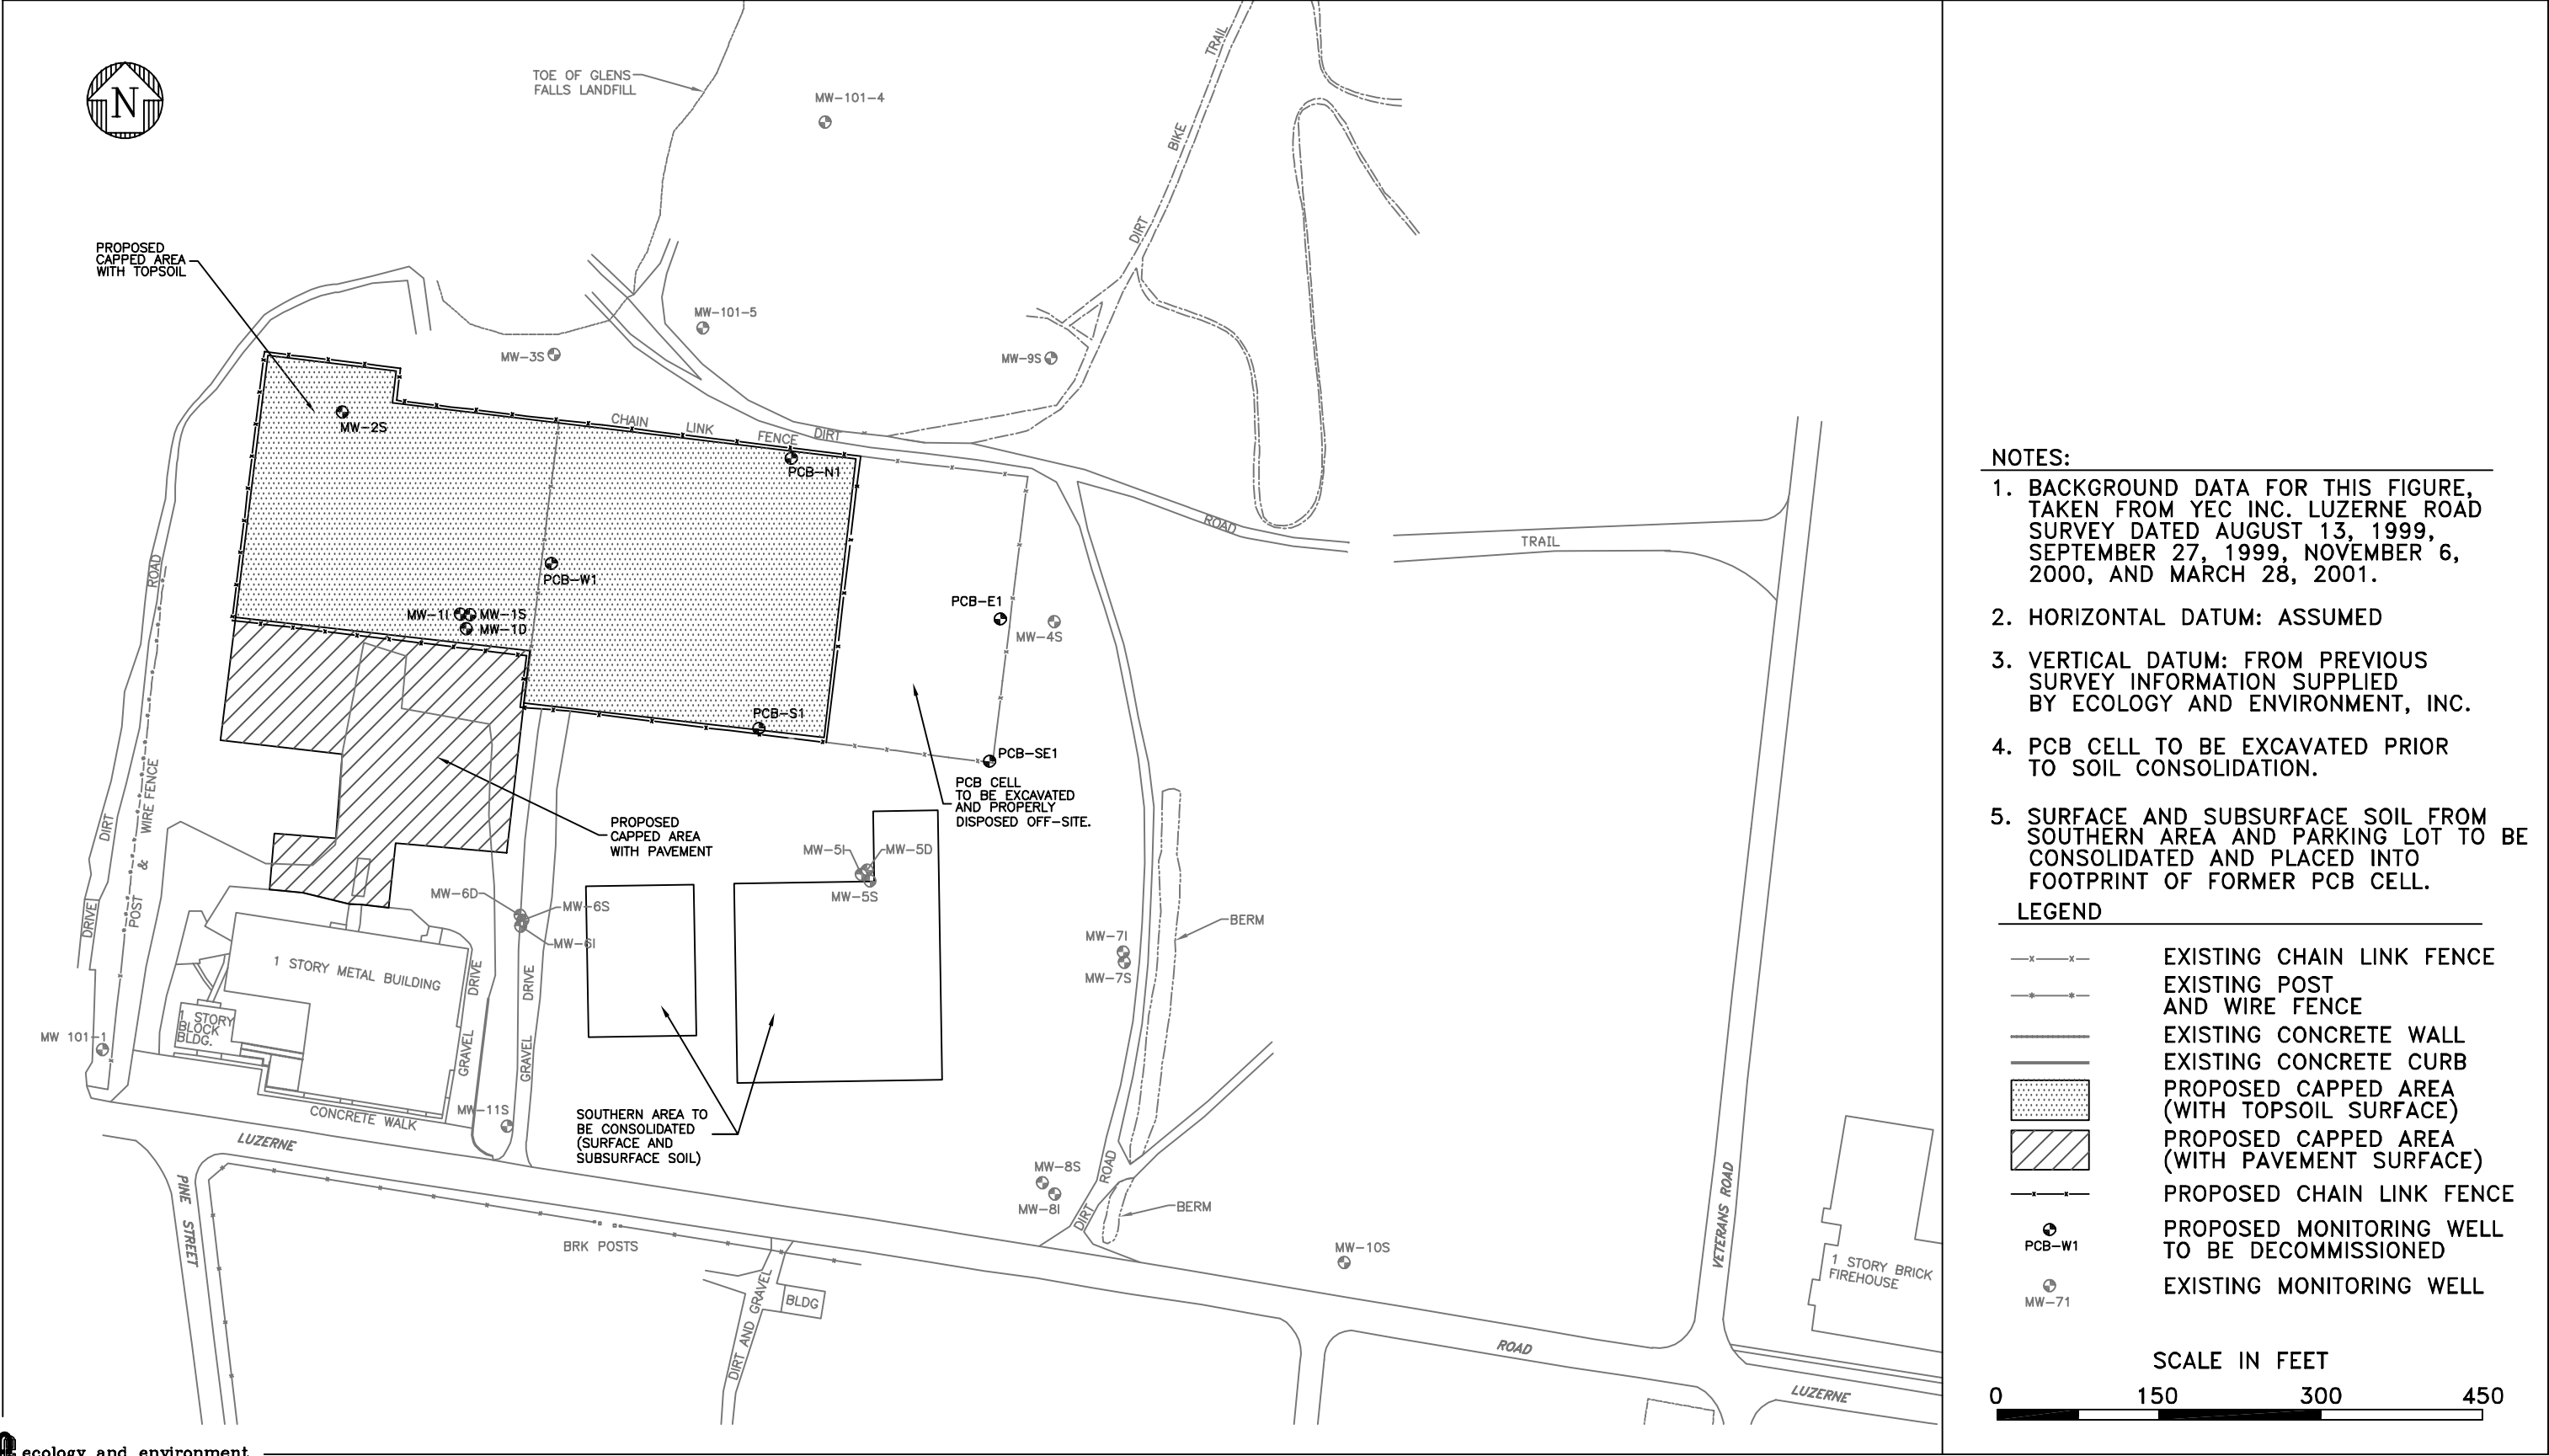 N
TOE OF GLENS
FALLS LANDFILL
MW-101-4
TRAIL
BIKE
DIRT
PROPOSED
CAPPED AREA
WITH TOPSOIL
MW-101-5
MW-3S
MW-9S
MW-2S
CHAIN LINK FENCE
DIRT
ROAD
PCB-N1
TRAIL
ROAD
DIRT
DRIVE
PCB-W1
MW-1I
MW-1S
MW-1D
PCB-E1
MW-4S
PCB-S1
PCB-SE1
POST & WIRE FENCE
PCB CELL
TO BE EXCAVATED
AND PROPERLY
DISPOSED OFF-SITE.
PROPOSED
CAPPED AREA
WITH PAVEMENT
MW-5I
MW-5D
MW-5S
MW-6D
MW-6S
MW-6I
BERM
MW-7I
MW-7S
1 STORY METAL BUILDING
DRIVE
GRAVEL
DRIVE
GRAVEL
1 STORY
BLOCK
BLDG.
MW 101-1
CONCRETE WALK
MW-11S
SOUTHERN AREA TO
BE CONSOLIDATED
(SURFACE AND
SUBSURFACE SOIL)
LUZERNE
PINE STREET
MW-8S
MW-8I
ROAD
DIRT
BERM
BRK POSTS
MW-10S
VETERANS ROAD
1 STORY BRICK
FIREHOUSE
DIRT AND GRAVEL
BLDG
ROAD
LUZERNE
NOTES:
1. BACKGROUND DATA FOR THIS FIGURE,
TAKEN FROM YEC INC. LUZERNE ROAD
SURVEY DATED AUGUST 13, 1999,
SEPTEMBER 27, 1999, NOVEMBER 6,
2000, AND MARCH 28, 2001.
2. HORIZONTAL DATUM: ASSUMED
3. VERTICAL DATUM: FROM PREVIOUS
SURVEY INFORMATION SUPPLIED
BY ECOLOGY AND ENVIRONMENT, INC.
4. PCB CELL TO BE EXCAVATED PRIOR
TO SOIL CONSOLIDATION.
5. SURFACE AND SUBSURFACE SOIL FROM
SOUTHERN AREA AND PARKING LOT TO BE
CONSOLIDATED AND PLACED INTO
FOOTPRINT OF FORMER PCB CELL.
LEGEND
EXISTING CHAIN LINK FENCE
EXISTING POST
AND WIRE FENCE
EXISTING CONCRETE WALL
EXISTING CONCRETE CURB
PROPOSED CAPPED AREA
(WITH TOPSOIL SURFACE)
PROPOSED CAPPED AREA
(WITH PAVEMENT SURFACE)
PROPOSED CHAIN LINK FENCE
PCB-W1
PROPOSED MONITORING WELL
TO BE DECOMMISSIONED
MW-71
EXISTING MONITORING WELL
SCALE IN FEET
0 150 300 450
ecology and environment